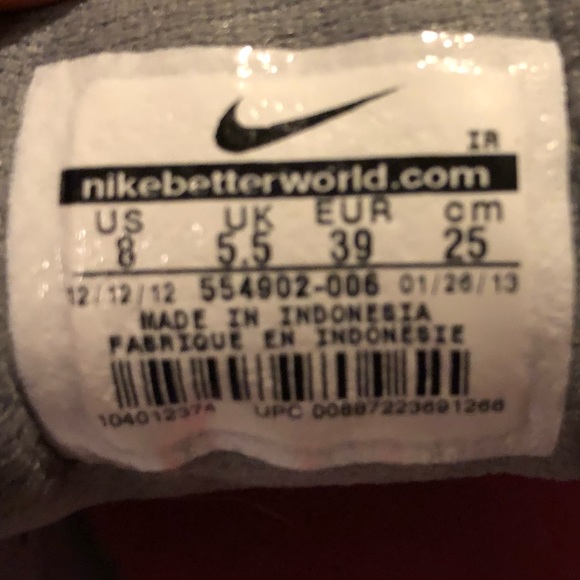 IR
nikebetterworld.com
US UK EUR cm
8 5.5 39 25
12/12/12 554902-006 01/26/13
MADE IN INDONESIA
FABRIQUE EN INDONESIE
104012374 UPC 00887223691266